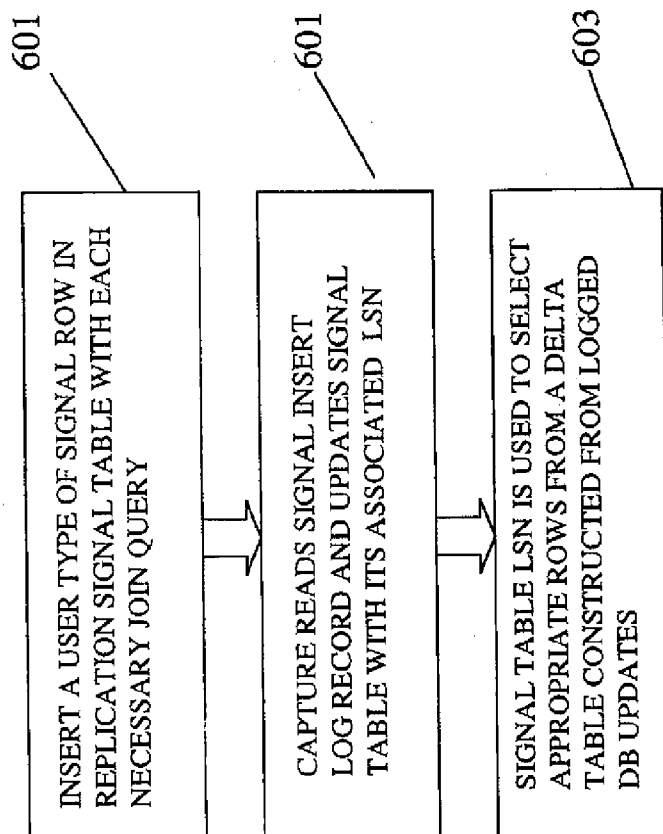 601
INSERT A USER TYPE OF SIGNAL ROW IN
REPLICATION SIGNAL TABLE WITH EACH
NECESSARY JOIN QUERY
601
CAPTURE READS SIGNAL INSERT
LOG RECORD AND UPDATES SIGNAL
TABLE WITH ITS ASSOCIATED LSN
603
SIGNAL TABLE LSN IS USED TO SELECT
APPROPRIATE ROWS FROM A DELTA
TABLE CONSTRUCTED FROM LOGGED
DB UPDATES